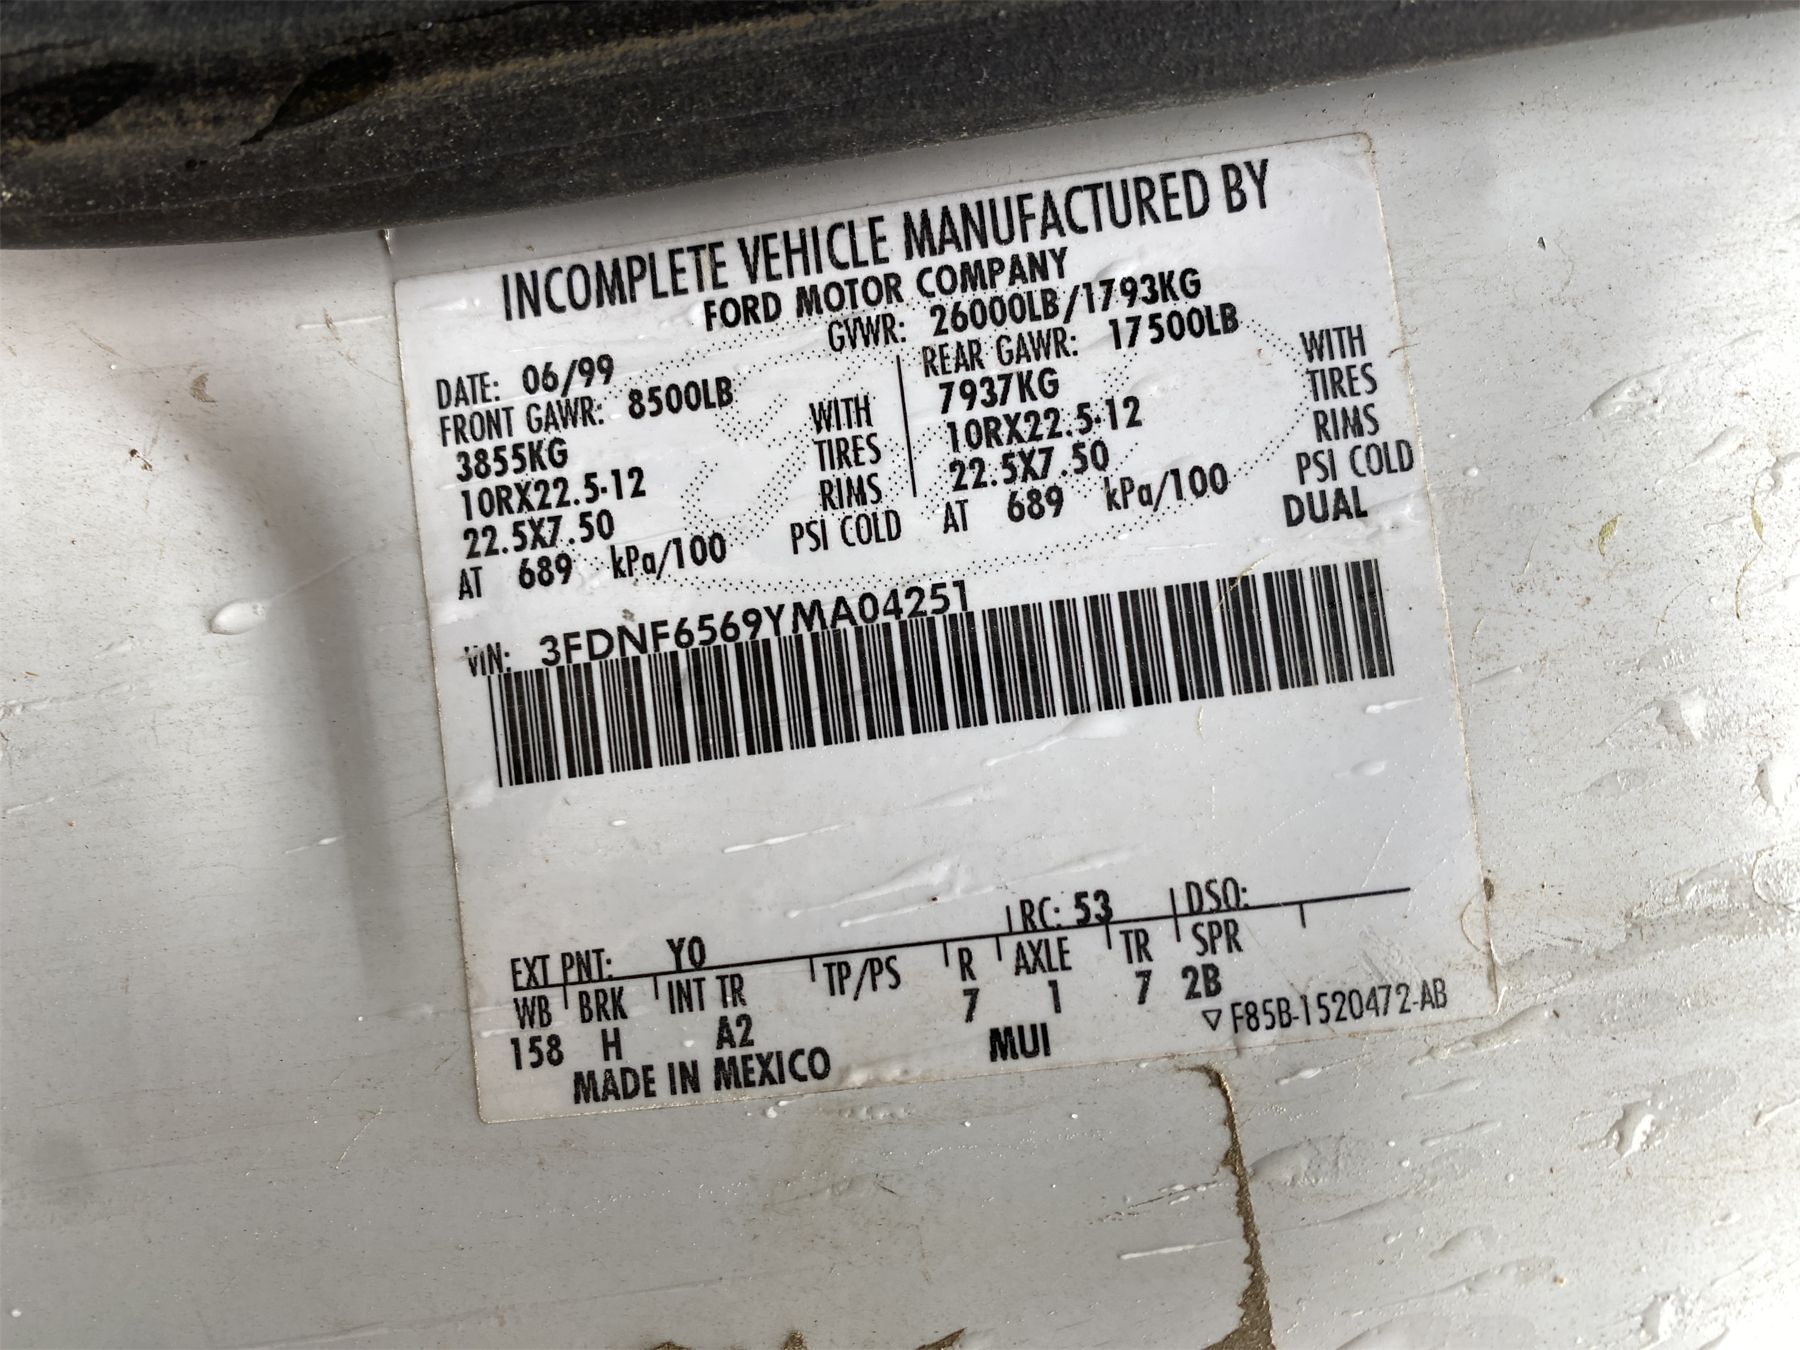 INCOMPLETE VEHICLE MANUFACTURED BY
FORD MOTOR COMPANY
DATE: 06/99 GVWR: 26000LB/1793KG
FRONT GAWR: 8500LB REAR GAWR: 17500LB
3855KG WITH 7937KG WITH
10RX22.5-12 TIRES 10RX22.5-12 TIRES
22.5X7.50 RIMS 22.5X7.50 RIMS
AT 689 kPa/100 PSI COLD AT 689 kPa/100 PSI COLD
DUAL
VIN: 3FDNF6569YMA04251
EXT PNT: Y0 RC: 53 DSO:
WB BRK INT TR TP/PS R AXLE TR SPR
158 H A2 7 1 7 2B
MADE IN MEXICO MUI ▽ F85B-1520472-AB